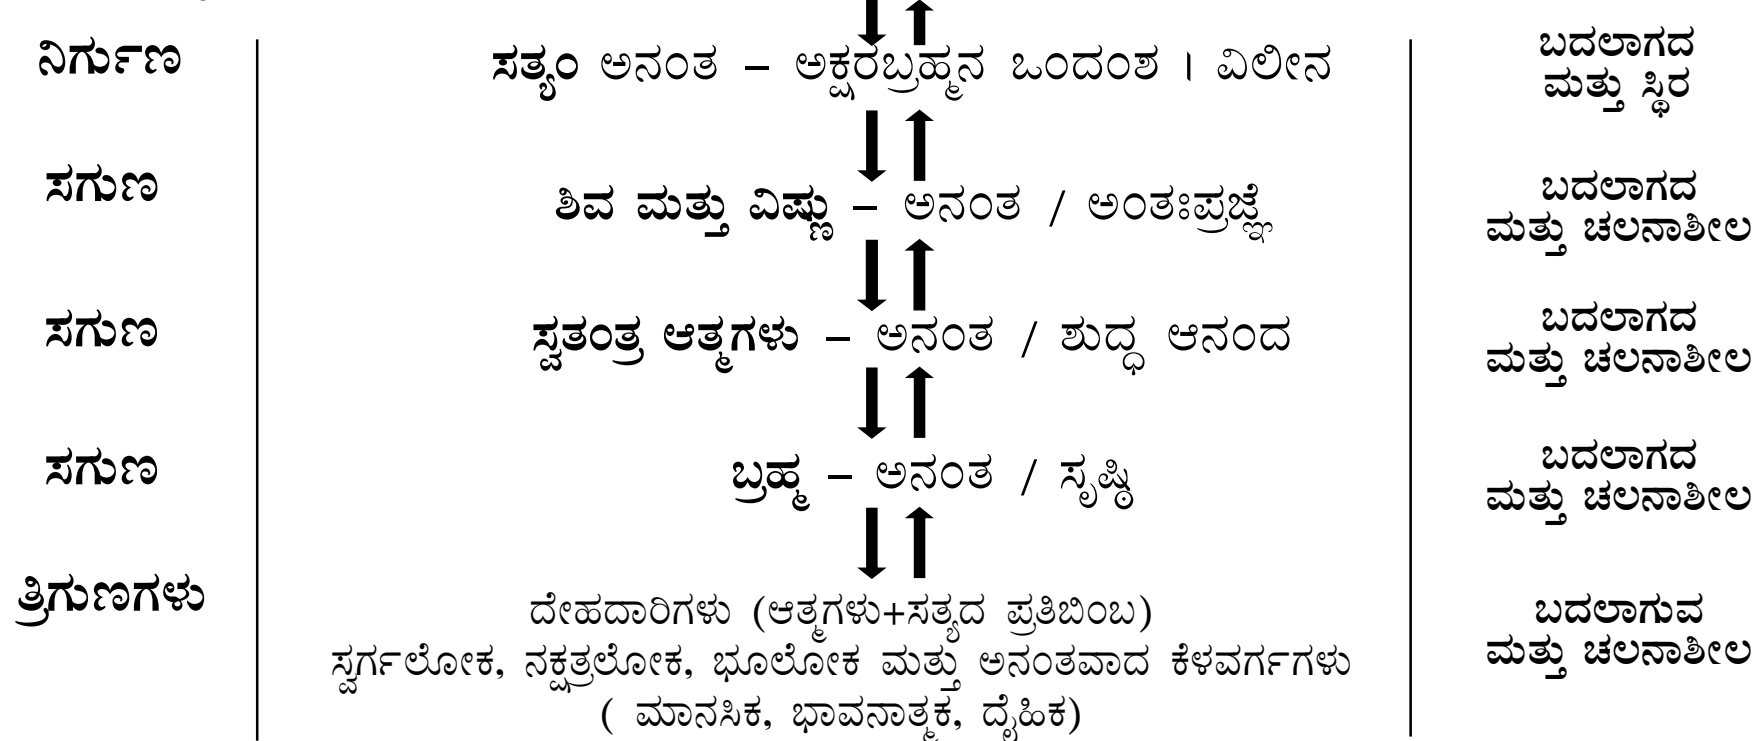 ನಿರ್ಗುಣ
ಸತ್ಯಂ ಅನಂತ – ಅಕ್ಷರಬ್ರಹ್ಮನ ಒಂದಂಶ । ವಿಲೀನ
ಬದಲಾಗದ
ಮತ್ತು ಸ್ಥಿರ
ಸಗುಣ
ಶಿವ ಮತ್ತು ವಿಷ್ಣು – ಅನಂತ / ಅಂತಃಪ್ರಜ್ಞೆ
ಬದಲಾಗದ
ಮತ್ತು ಚಲನಾಶೀಲ
ಸಗುಣ
ಸ್ವತಂತ್ರ ಆತ್ಮಗಳು – ಅನಂತ / ಶುದ್ಧ ಆನಂದ
ಬದಲಾಗದ
ಮತ್ತು ಚಲನಾಶೀಲ
ಸಗುಣ
ಬ್ರಹ್ಮ – ಅನಂತ / ಸೃಷ್ಠಿ
ಬದಲಾಗದ
ಮತ್ತು ಚಲನಾಶೀಲ
ತ್ರಿಗುಣಗಳು
ದೇಹದಾರಿಗಳು (ಆತ್ಮಗಳು+ಸತ್ಯದ ಪ್ರತಿಬಿಂಬ)
ಸ್ವರ್ಗಲೋಕ, ನಕ್ಷತ್ರಲೋಕ, ಭೂಲೋಕ ಮತ್ತು ಅನಂತವಾದ ಕೆಳವರ್ಗಗಳು
( ಮಾನಸಿಕ, ಭಾವನಾತ್ಮಕ, ದೈಹಿಕ)
ಬದಲಾಗುವ
ಮತ್ತು ಚಲನಾಶೀಲ